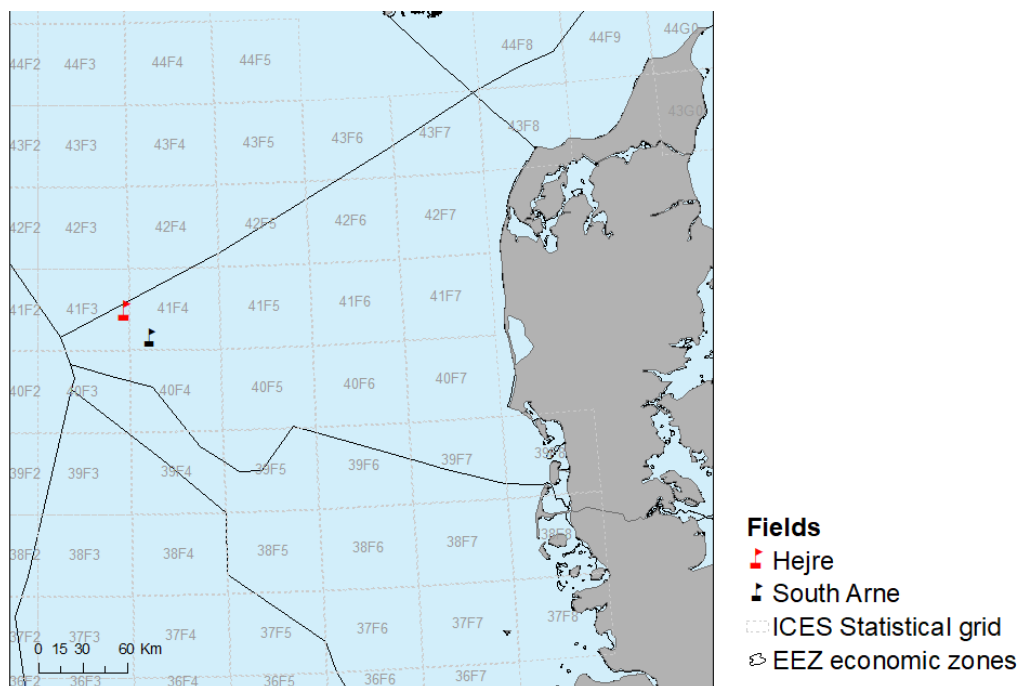 44G0
44F8 44F9
44F2 44F3 44F4 44F5
43G0
43F8
43F7
43F6
43F2 43F3 43F4 43F5
42F7
42F6
42F5
42F2 42F3 42F4
41F7
41F6
41F5
41F2 41F3 41F4
40F7
40F6
40F5
40F2 40F3 40F4
39F8
39F7
39F6
39F5
39F2 39F3 39F4
38F8
38F7
38F6
38F5
38F2 38F3 38F4
37F8
37F7
37F6
37F5
37F2 37F3 37F4
0 15 30 60 Km
36F7
36F6
36F5
36F2 36F3 36F4
Fields
Hejre
South Arne
ICES Statistical grid
EEZ economic zones